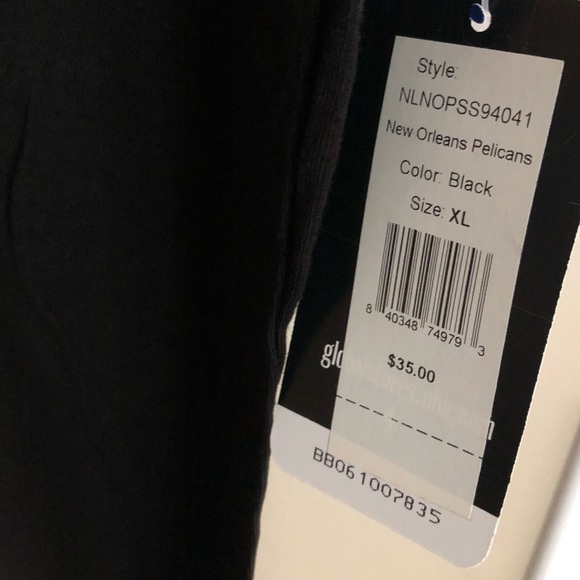 Style:
NLNOPSS94041
New Orleans Pelicans
Color: Black
Size: XL
8 40348 74979 3
$35.00
BB061007835